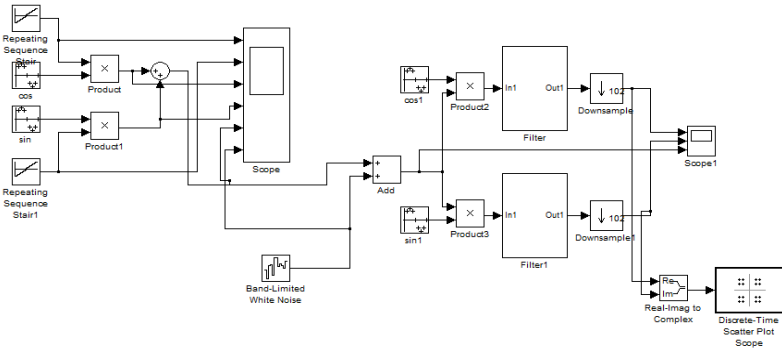 Repeating
Sequence
Stair
cos
Product
sin
Product1
Repeating
Sequence
Stair1
Scope
Band-Limited
White Noise
Add
cos1
Product2
In1
Out1
Filter
102
Downsample
Scope1
sin1
Product3
In1
Out1
Filter1
102
Downsample1
Re
Im
Real-Imag to
Complex
Discrete-Time
Scatter Plot
Scope